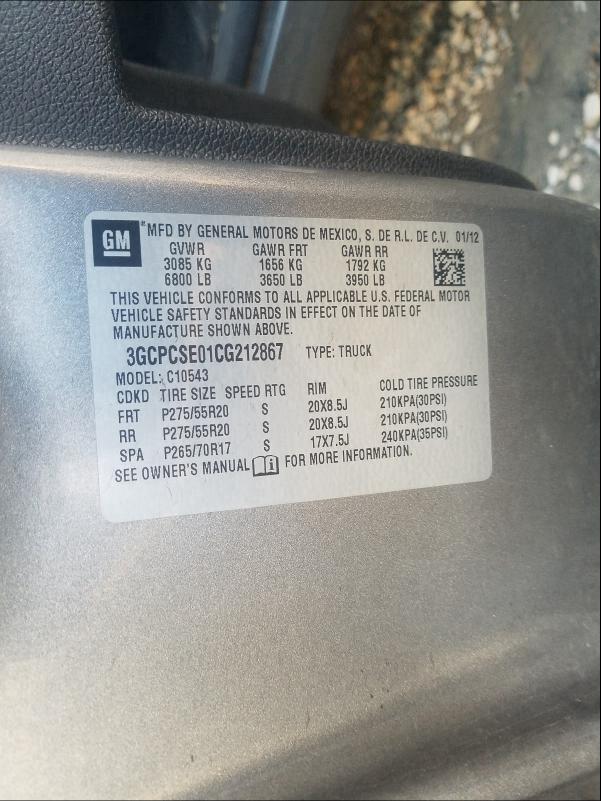 GM
*MFD BY GENERAL MOTORS DE MEXICO, S. DE R.L. DE C.V. 01/12
GVWR GAWR FRT GAWR RR
3085 KG 1656 KG 1792 KG
6800 LB 3650 LB 3950 LB
THIS VEHICLE CONFORMS TO ALL APPLICABLE U.S. FEDERAL MOTOR
VEHICLE SAFETY STANDARDS IN EFFECT ON THE DATE OF
MANUFACTURE SHOWN ABOVE.
3GCPCSE01CG212867 TYPE: TRUCK
MODEL: C10543
CDKD TIRE SIZE SPEED RTG RIM COLD TIRE PRESSURE
FRT P275/55R20 S 20X8.5J 210KPA(30PSI)
RR P275/55R20 S 20X8.5J 210KPA(30PSI)
SPA P265/70R17 S 17X7.5J 240KPA(35PSI)
SEE OWNER'S MANUAL i FOR MORE INFORMATION.